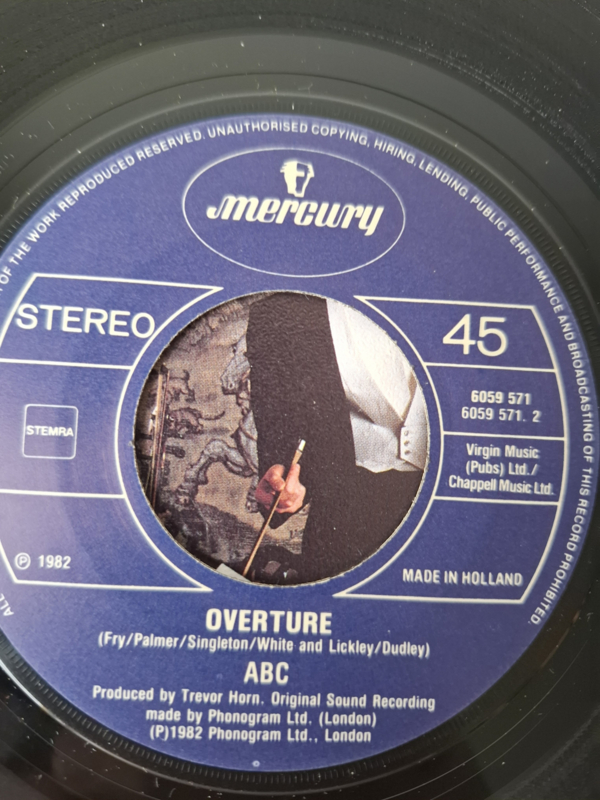 OF THE WORK REPRODUCED RESERVED. UNAUTHORISED COPYING, HIRING, LENDING, PUBLIC PERFORMANCE AND BROADCASTING OF THIS RECORD PROHIBITED.
ALL
mercury
STEREO
45
6059 571
6059 571. 2
STEMRA
Virgin Music
(Pubs) Ltd./
Chappell Music Ltd.
℗ 1982
MADE IN HOLLAND
OVERTURE
(Fry/Palmer/Singleton/White and Lickley/Dudley)
ABC
Produced by Trevor Horn. Original Sound Recording
made by Phonogram Ltd. (London)
(P)1982 Phonogram Ltd., London